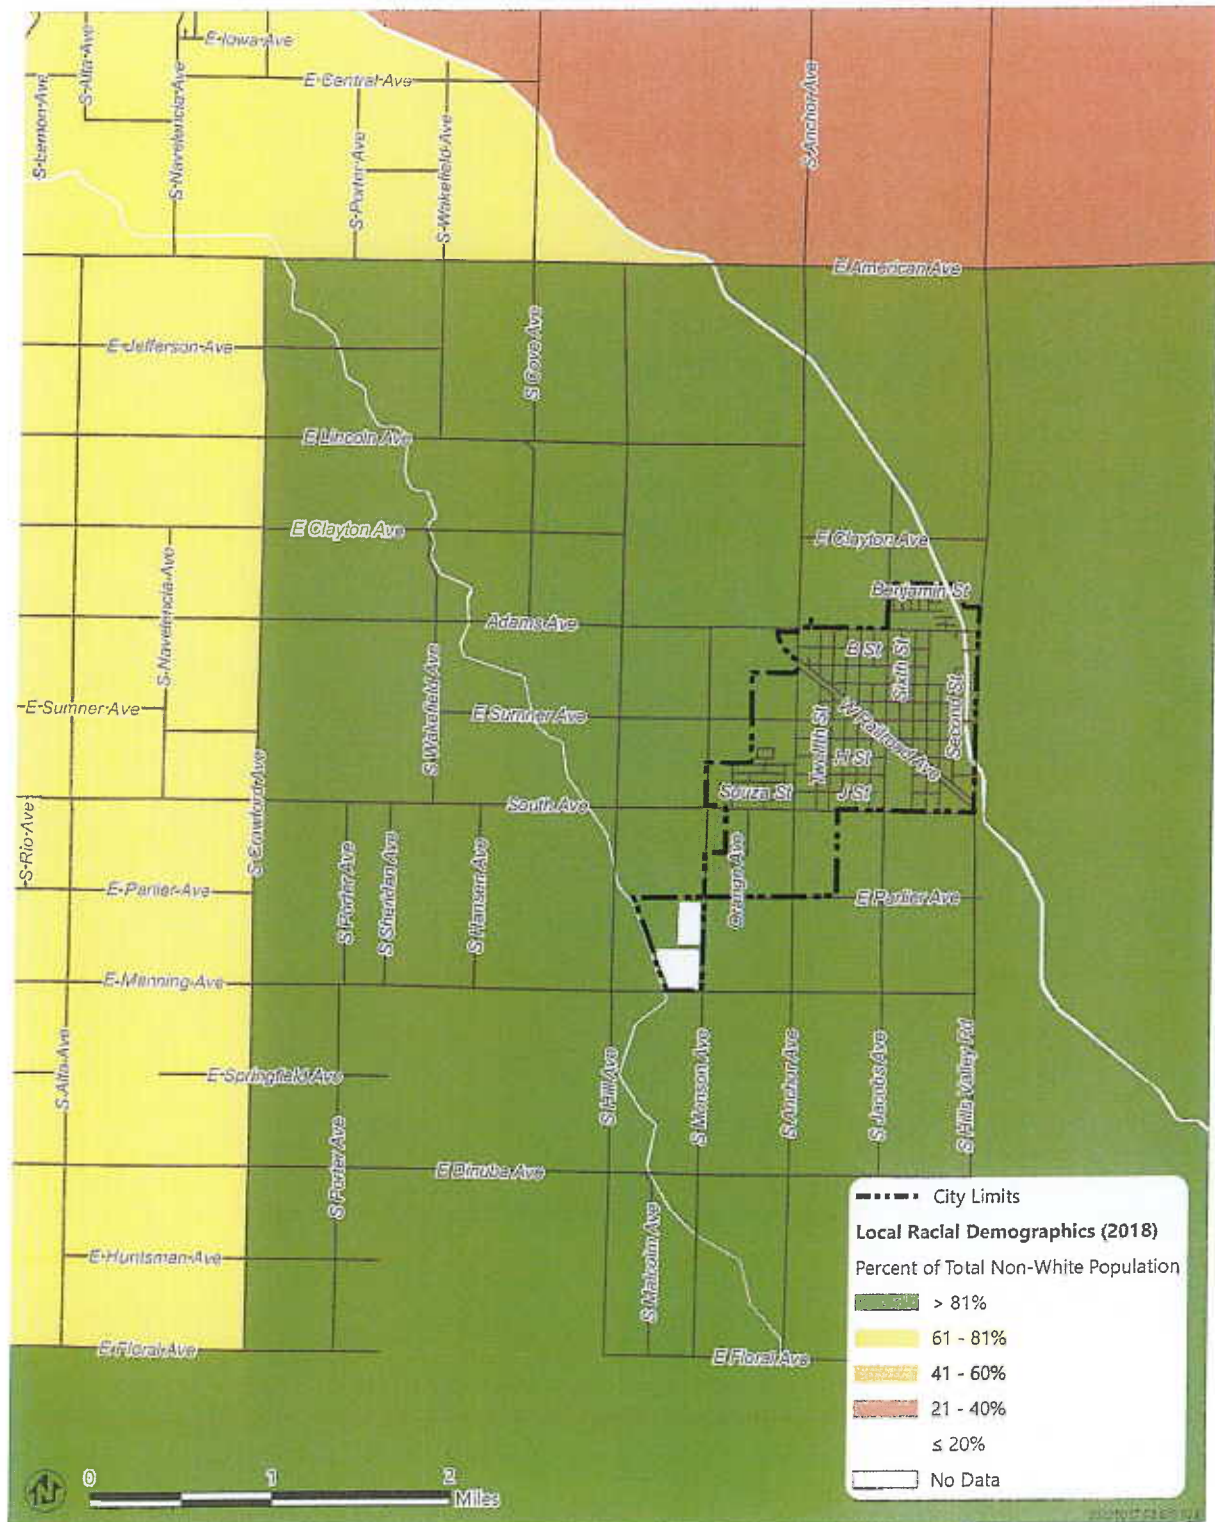 E Iowa Ave
S Alta Ave
S Lemon Ave
S Navelencia Ave
E Central Ave
S Porter Ave
S Wakefield Ave
S Anchor Ave
E American Ave
E Jefferson Ave
S Cove Ave
E Lincoln Ave
E Clayton Ave
E Clayton Ave
S Navelencia Ave
Benjamin St
Adams Ave
B St
Sixth St
S Wakefield Ave
E Sumner Ave
E Sumner Ave
Twelfth St
W Railroad Ave
Second St
H St
Souza St
J St
South Ave
S Rio Ave
S Crawford Ave
E Parlier Ave
S Porter Ave
S Sheridan Ave
S Hansen Ave
Orange Ave
E Parlier Ave
E Manning Ave
S Alta Ave
E Springfield Ave
S Hill Ave
S Monson Ave
S Anchor Ave
S Jacobs Ave
S Hills Valley Rd
S Porter Ave
E Dinuba Ave
E Huntsman Ave
S Malcolm Ave
E Floral Ave
E Floral Ave
City Limits
Local Racial Demographics (2018)
Percent of Total Non-White Population
> 81%
61 - 81%
41 - 60%
21 - 40%
≤ 20%
No Data
N
0 1 2
Miles